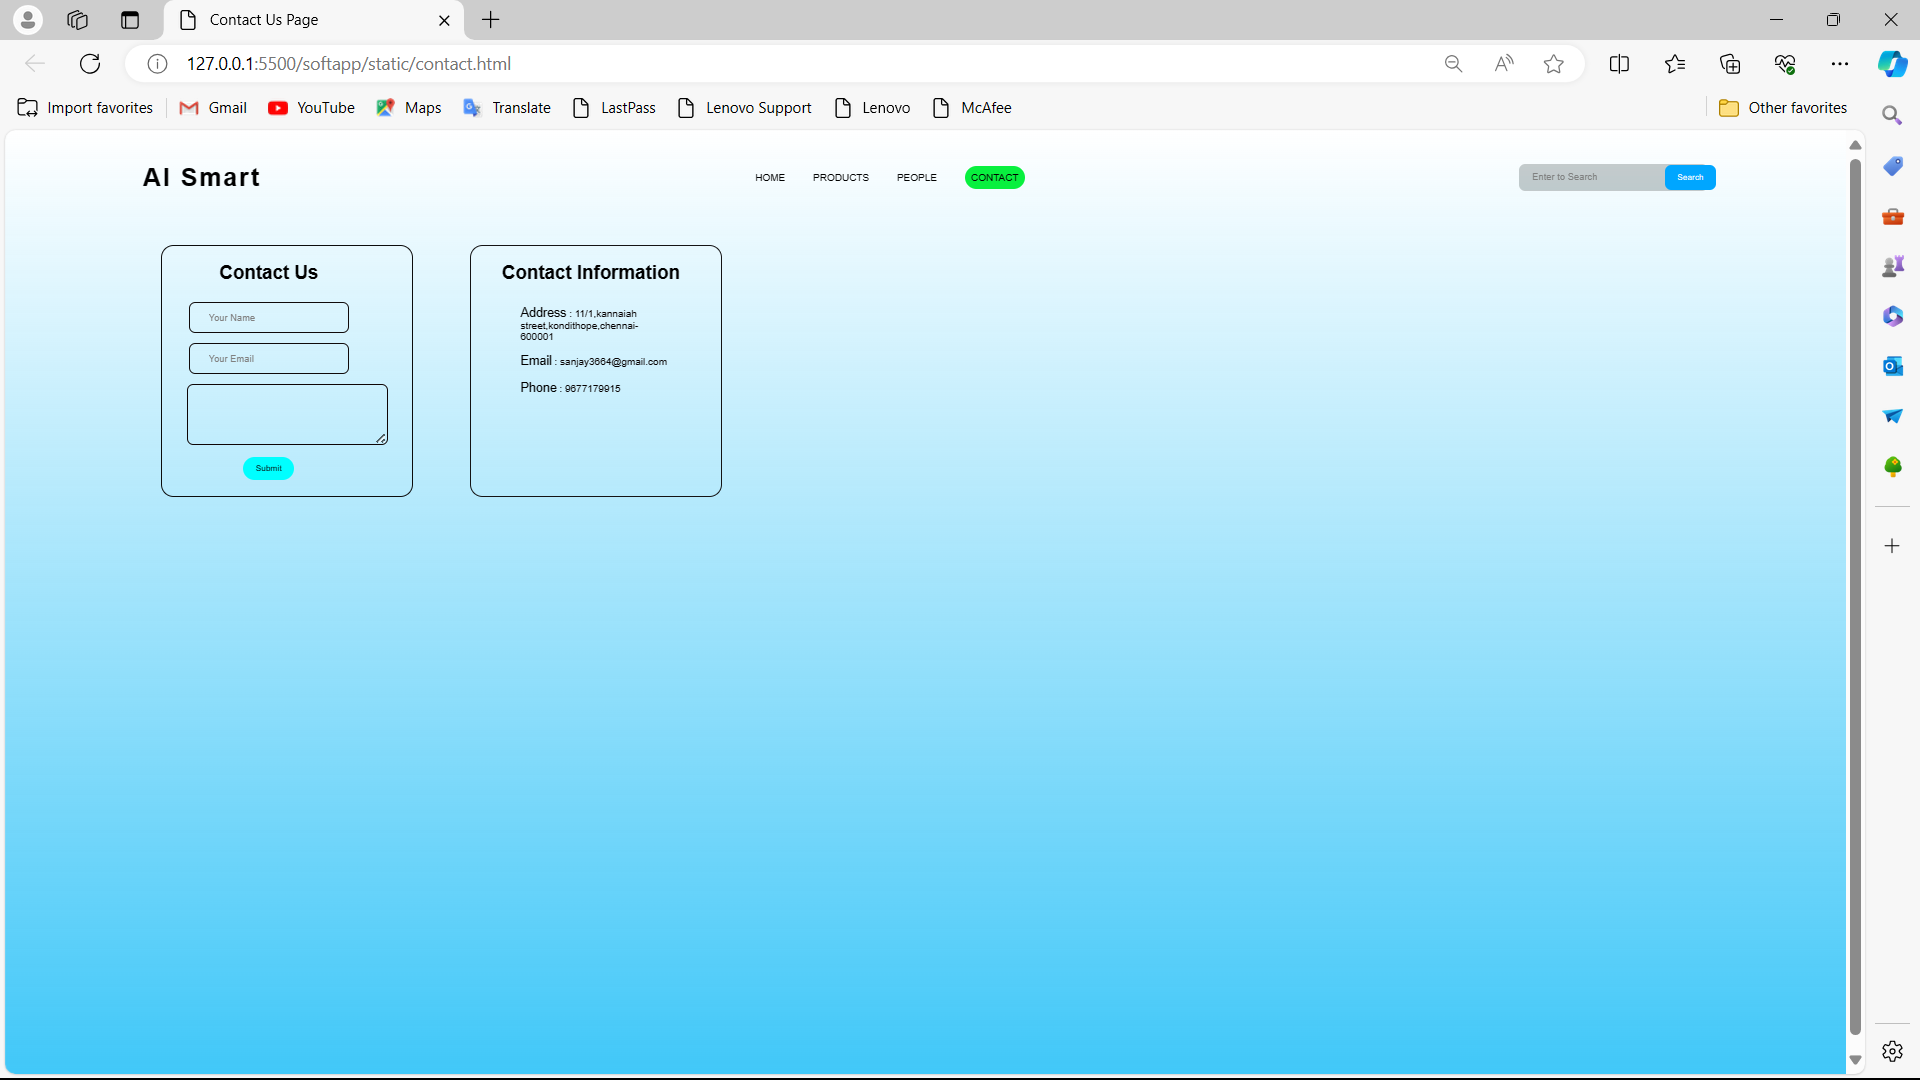 Contact Us Page
127.0.0.1:5500/softapp/static/contact.html
Import favorites
Gmail
YouTube
Maps
Translate
LastPass
Lenovo Support
Lenovo
McAfee
Other favorites
AI Smart
HOME
PRODUCTS
PEOPLE
CONTACT
Enter to Search
Search
Contact Us
Your Name
Your Email
Submit
Contact Information
Address : 11/1,kannaiah
street,kondithope,chennai-
600001
Email : sanjay3664@gmail.com
Phone : 9677179915